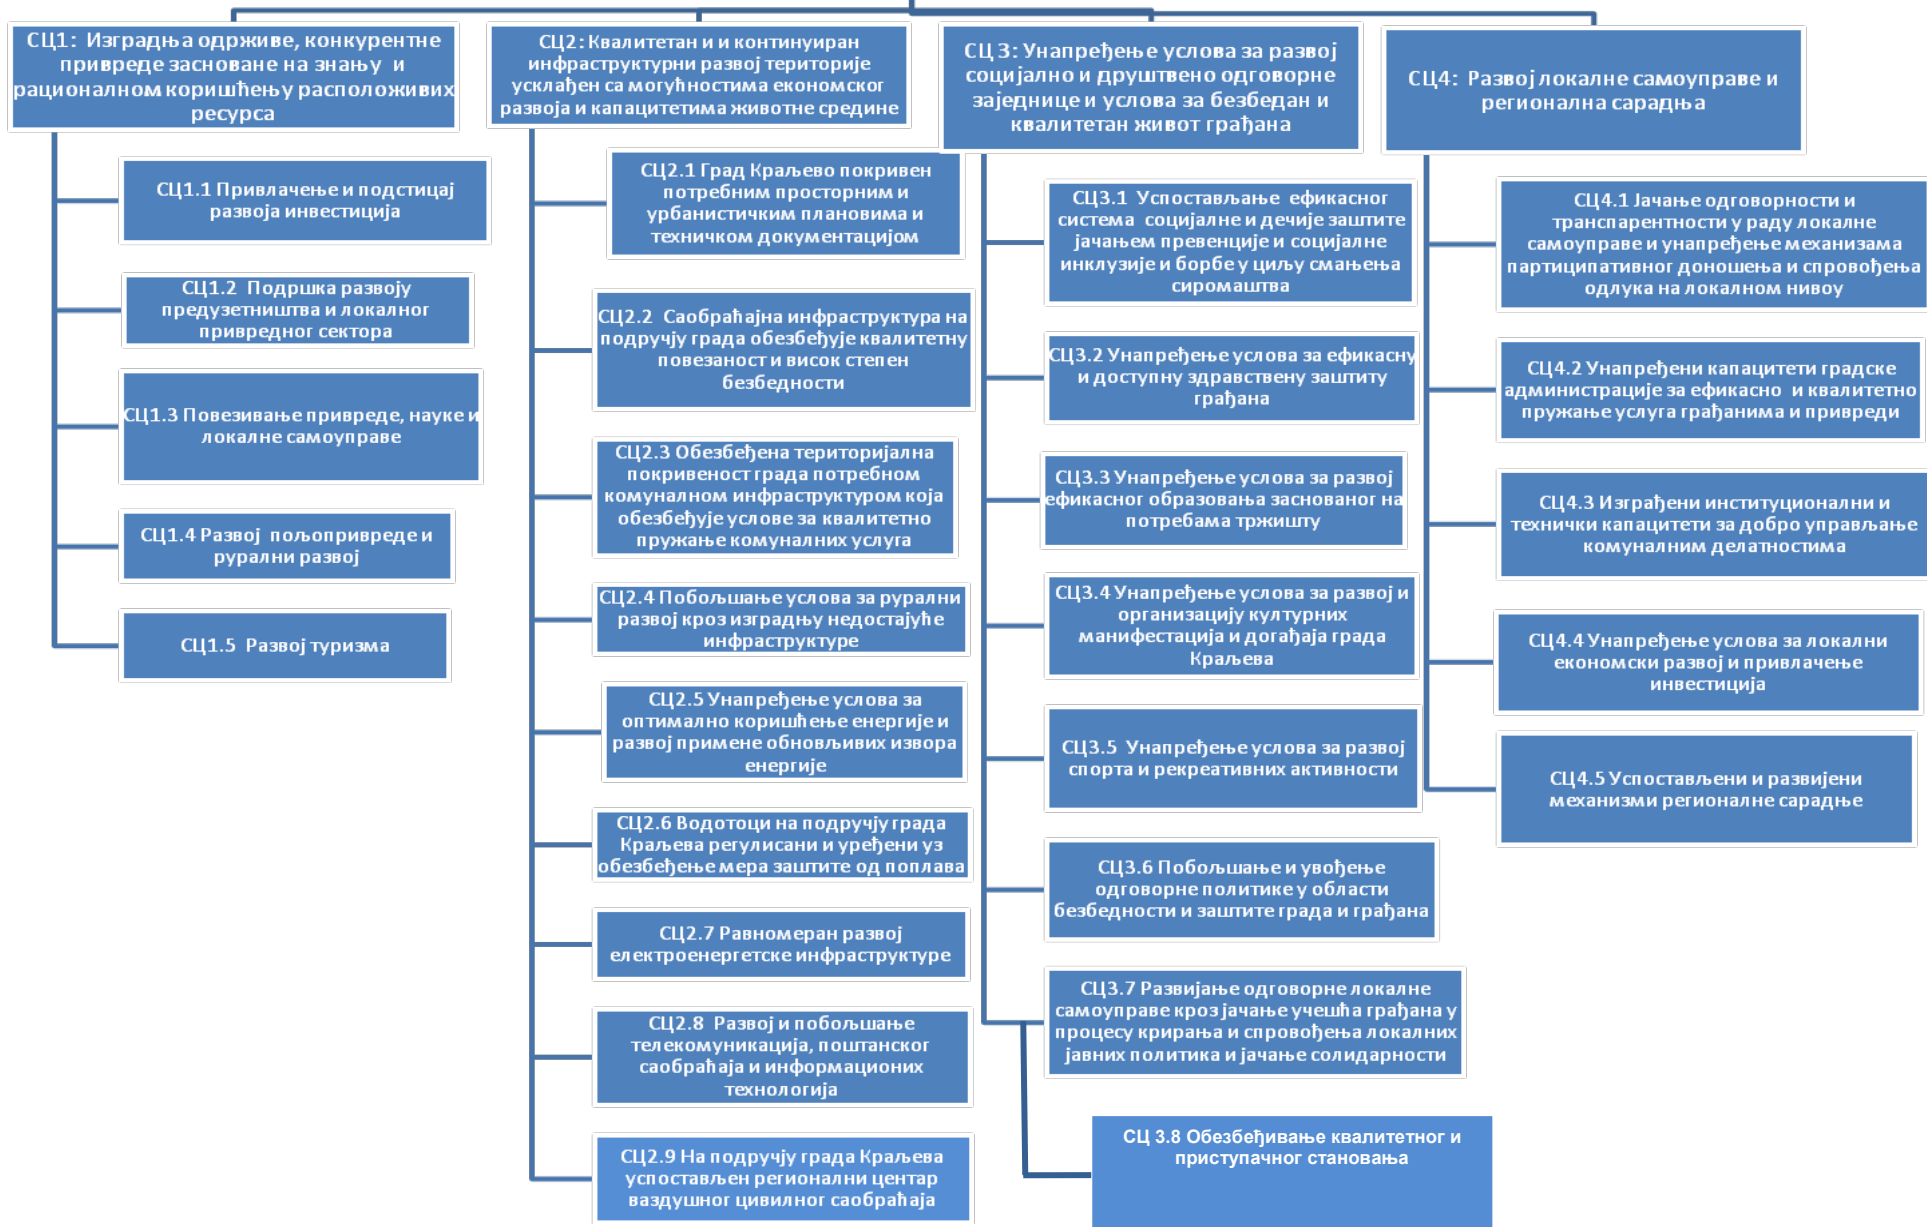 СЦ1: Изградња одрживе, конкурентне
привреде засноване на знању и
рационалном коришћењу расположивих
ресурса
СЦ1.1 Привлачење и подстицај
развоја инвестиција
СЦ1.2 Подршка развоју
предузетништва и локалног
привредног сектора
СЦ1.3 Повезивање привреде, науке и
локалне самоуправе
СЦ1.4 Развој пољопривреде и
рурални развој
СЦ1.5 Развој туризма
СЦ2: Квалитетан и и континуиран
инфраструктурни развој територије
усклађен са могућностима економског
развоја и капацитетима животне средине
СЦ2.1 Град Краљево покривен
потребним просторним и
урбанистичким плановима и
техничком документацијом
СЦ2.2 Саобраћајна инфраструктура на
подручју града обезбеђује квалитетну
повезаност и висок степен
безбедности
СЦ2.3 Обезбеђена територијална
покривеност града потребном
комуналном инфраструктуром која
обезбеђује услове за квалитетно
пружање комуналних услуга
СЦ2.4 Побољшање услова за рурални
развој кроз изградњу недостајуће
инфраструктуре
СЦ2.5 Унапређење услова за
оптимално коришћење енергије и
развој примене обновљивих извора
енергије
СЦ2.6 Водотоци на подручју града
Краљева регулисани и уређени уз
обезбеђење мера заштите од поплава
СЦ2.7 Равномеран развој
електроенергетске инфраструктуре
СЦ2.8 Развој и побољшање
телекомуникација, поштанског
саобраћаја и информационих
технологија
СЦ2.9 На подручју града Краљева
успостављен регионални центар
ваздушног цивилног саобраћаја
СЦ 3: Унапређење услова за развој
социјално и друштвено одговорне
заједнице и услова за безбедан и
квалитетан живот грађана
СЦ3.1 Успостављање ефикасног
система социјалне и дечије заштите
јачањем превенције и социјалне
инклузије и борбе у циљу смањења
сиромаштва
СЦ3.2 Унапређење услова за ефикасну
и доступну здравствену заштиту
грађана
СЦ3.3 Унапређење услова за развој
ефикасног образовања заснованог на
потребама тржишту
СЦ3.4 Унапређење услова за развој и
организацију културних
манифестација и догађаја града
Краљева
СЦ3.5 Унапређење услова за развој
спорта и рекреативних активности
СЦ3.6 Побољшање и увођење
одговорне политике у области
безбедности и заштите града и грађана
СЦ3.7 Развијање одговорне локалне
самоуправе кроз јачање учешћа грађана у
процесу крирања и спровођења локалних
јавних политика и јачање солидарности
СЦ 3.8 Обезбеђивање квалитетног и
приступачног становања
СЦ4: Развој локалне самоуправе и
регионална сарадња
СЦ4.1 Јачање одговорности и
транспарентности у раду локалне
самоуправе и унапређење механизама
партиципативног доношења и спровођења
одлука на локалном нивоу
СЦ4.2 Унапређени капацитети градске
администрације за ефикасно и квалитетно
пружање услуга грађанима и привреди
СЦ4.3 Изграђени институционални и
технички капацитети за добро управљање
комуналним делатностима
СЦ4.4 Унапређење услова за локални
економски развој и привлачење
инвестиција
СЦ4.5 Успостављени и развијени
механизми регионалне сарадње